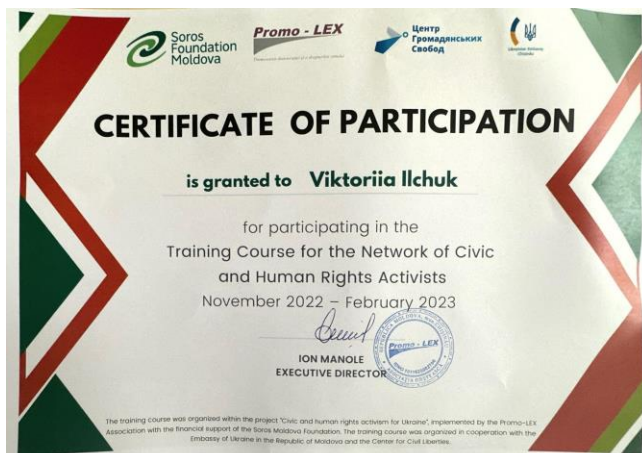 Soros
Foundation
Moldova
Promo - LEX
Центр
Громадянських
Свобод
CERTIFICATE OF PARTICIPATION
is granted to Viktoriia Ilchuk
for participating in the
Training Course for the Network of Civic
and Human Rights Activists
November 2022 – February 2023
Promo - LEX
ION MANOLE
EXECUTIVE DIRECTOR
The training course was organized within the project "Civic and human rights activism for Ukraine", implemented by the Promo-LEX
Association with the financial support of the Soros Moldova Foundation. The training course was organized in cooperation with the
Embassy of Ukraine in the Republic of Moldova and the Center for Civil Liberties.